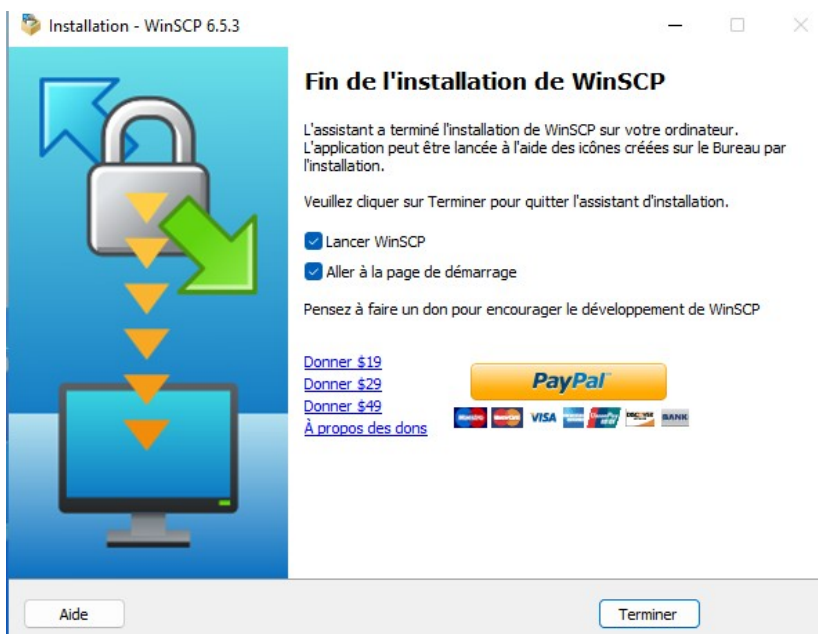 Installation - WinSCP 6.5.3
Fin de l'installation de WinSCP
L'assistant a terminé l'installation de WinSCP sur votre ordinateur.
L'application peut être lancée à l'aide des icônes créées sur le Bureau par
l'installation.
Veuillez cliquer sur Terminer pour quitter l'assistant d'installation.
Lancer WinSCP
Aller à la page de démarrage
Pensez à faire un don pour encourager le développement de WinSCP
Donner $19
Donner $29
Donner $49
À propos des dons
PayPal
VISA
BANK
Aide
Terminer